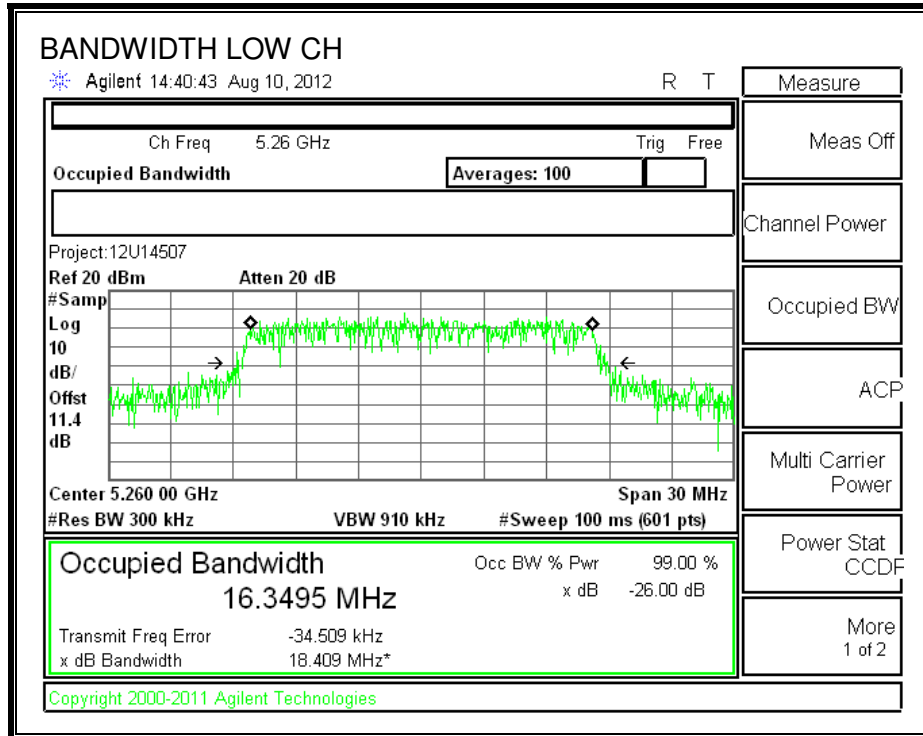 BANDWIDTH LOW CH
Agilent 14:40:43 Aug 10, 2012 R T
Measure
Ch Freq 5.26 GHz Trig Free
Meas Off
Occupied Bandwidth Averages: 100
Channel Power
Project:12U14507
Ref 20 dBm Atten 20 dB
#Samp
Occupied BW
Log
10
dB/
ACP
Offst
11.4
dB
Multi Carrier
Power
Center 5.260 00 GHz Span 30 MHz
#Res BW 300 kHz VBW 910 kHz #Sweep 100 ms (601 pts)
Power Stat
CCDF
Occupied Bandwidth Occ BW % Pwr 99.00 %
16.3495 MHz x dB -26.00 dB
Transmit Freq Error -34.509 kHz
x dB Bandwidth 18.409 MHz*
More
1 of 2
Copyright 2000-2011 Agilent Technologies